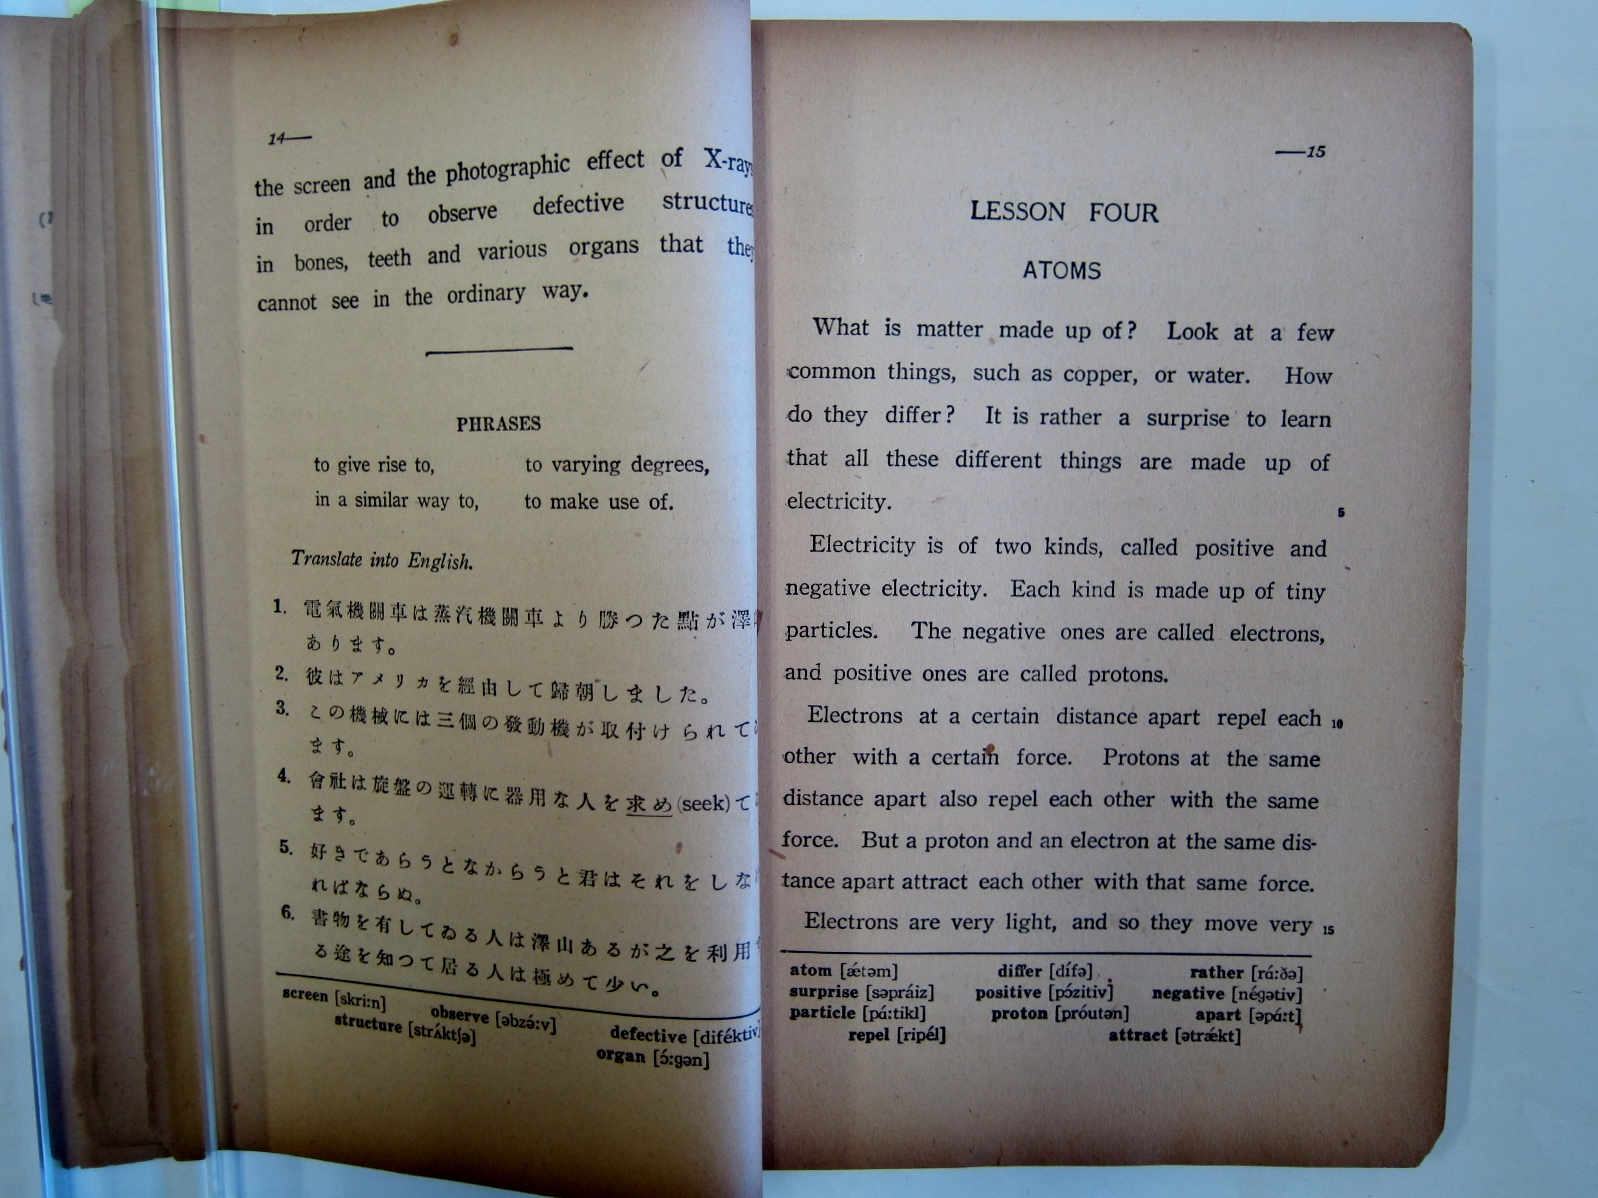 14—
the screen and the photographic effect of X-ray
in order to observe defective structure
in bones, teeth and various organs that they
cannot see in the ordinary way.
PHRASES
to give rise to, to varying degrees,
in a similar way to, to make use of.
Translate into English.
1. 電氣機關車は蒸汽機關車より勝つた點が澤
あります。
2. 彼はアメリカを經由して歸朝しました。
3. この機械には三個の發動機が取付けられて
ます。
4. 會社は旋盤の運轉に器用な人を求め(seek)て
ます。
5. 好きであらうとなからうと君はそれをしな
ればならぬ。
6. 書物を有してゐる人は澤山あるが之を利用
る途を知つて居る人は極めて少い。
screen [skriːn] observe [əbzə́ːv] defective [diféktiv
structure [strʌ́ktʃə] organ [ɔ́ːgən]
—15
LESSON FOUR
ATOMS
What is matter made up of? Look at a few
common things, such as copper, or water. How
do they differ? It is rather a surprise to learn
that all these different things are made up of
electricity. 5
Electricity is of two kinds, called positive and
negative electricity. Each kind is made up of tiny
particles. The negative ones are called electrons,
and positive ones are called protons.
Electrons at a certain distance apart repel each 10
other with a certain force. Protons at the same
distance apart also repel each other with the same
force. But a proton and an electron at the same dis-
tance apart attract each other with that same force.
Electrons are very light, and so they move very 15
atom [ǽtəm] differ [dífə] rather [rɑ́ːðə]
surprise [səpráiz] positive [pɔ́zitiv] negative [négətiv]
particle [pɑ́ːtikl] proton [próutən] apart [əpɑ́ːt]
repel [ripél] attract [ətrǽkt]